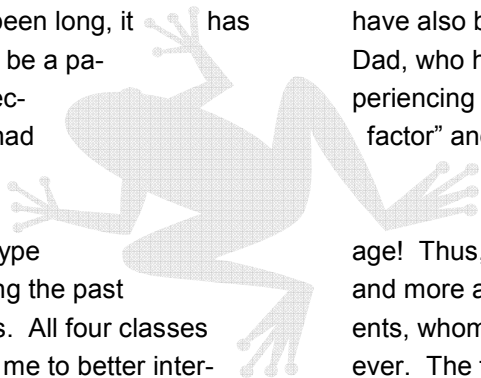 been long, it has
be a pa-
ec-
had
ype
ng the past
s. All four classes
me to better inter-
have also b
Dad, who h
periencing
factor” and
age! Thus,
and more a
ents, whom
ever. The f